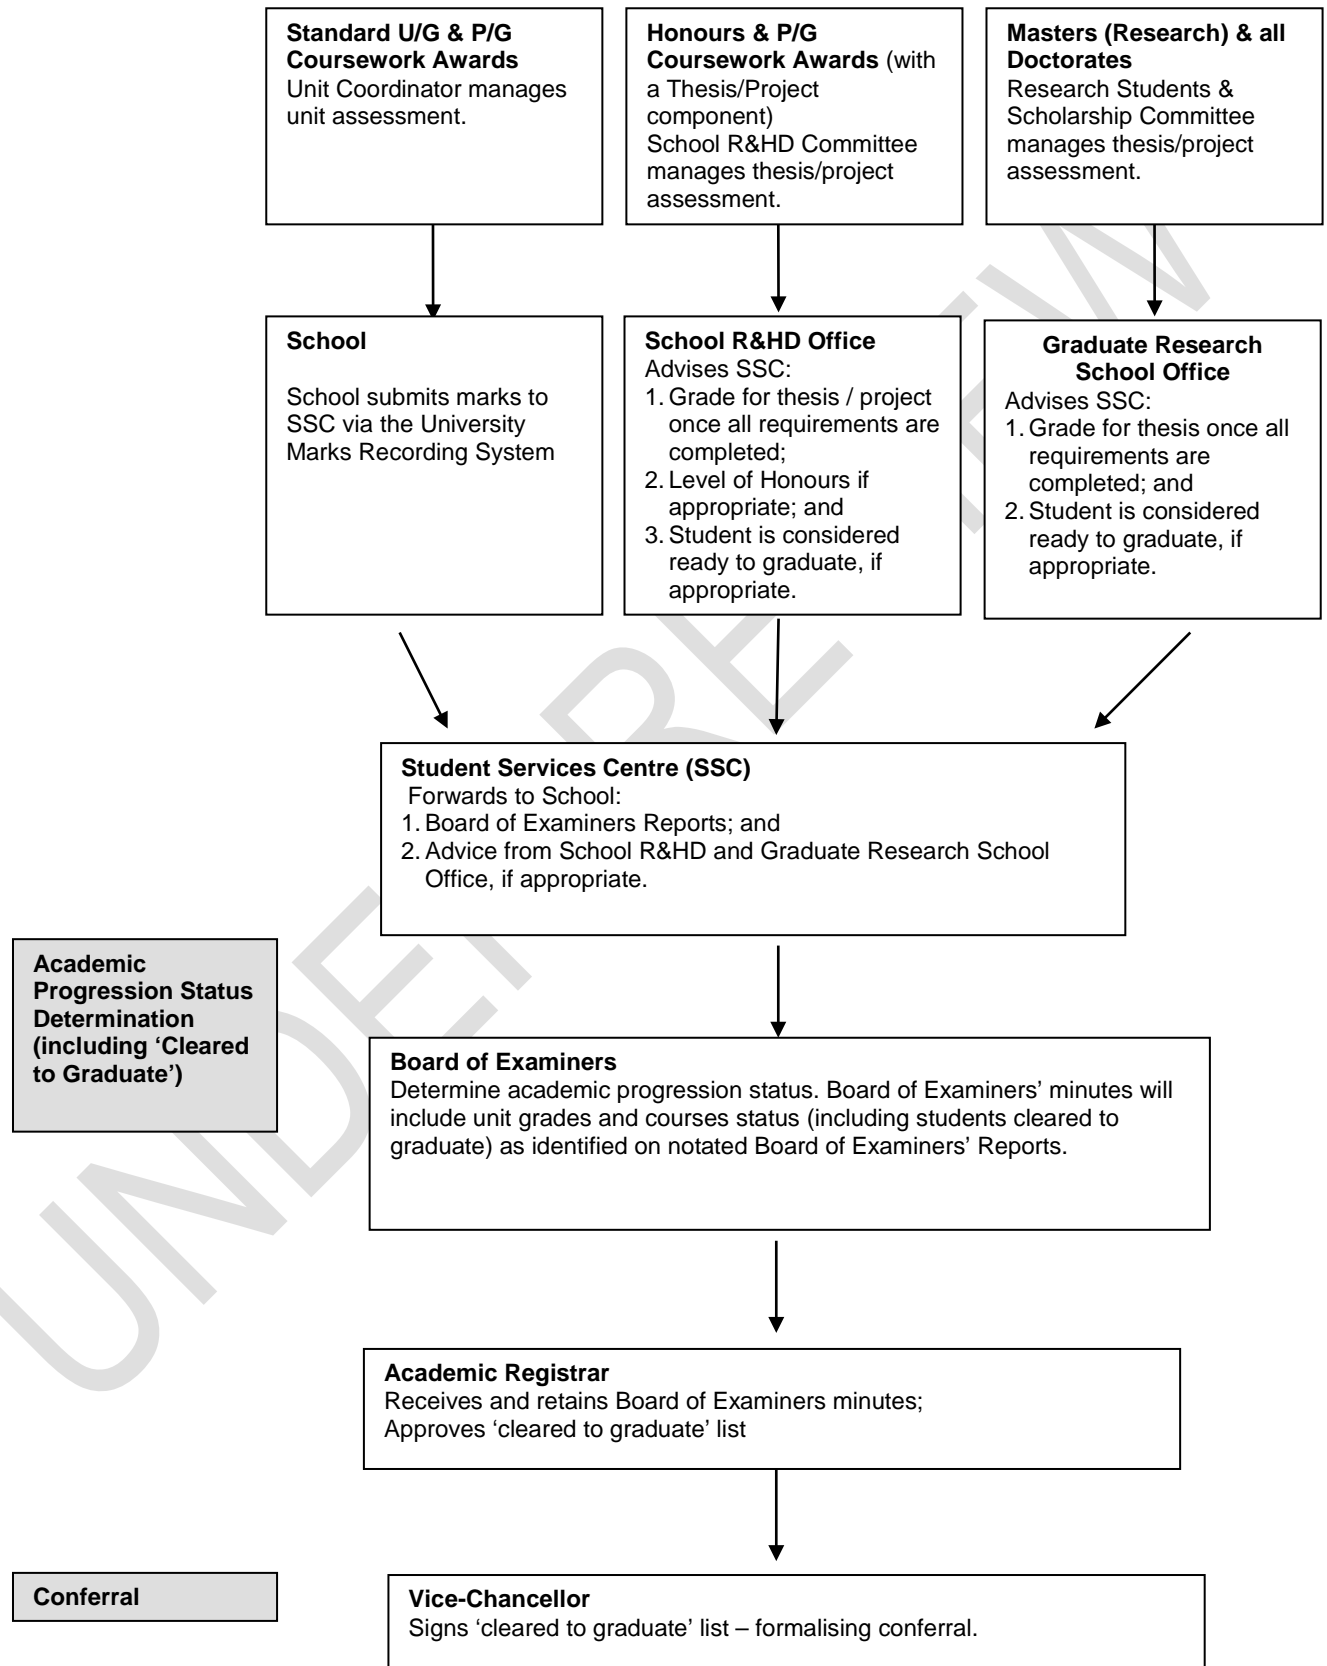 Standard U/G & P/G
Coursework Awards
Unit Coordinator manages
unit assessment.
Honours & P/G
Coursework Awards (with
a Thesis/Project
component)
School R&HD Committee
manages thesis/project
assessment.
Masters (Research) & all
Doctorates
Research Students &
Scholarship Committee
manages thesis/project
assessment.
School
School submits marks to
SSC via the University
Marks Recording System
School R&HD Office
Advises SSC:
1. Grade for thesis / project
once all requirements are
completed;
2. Level of Honours if
appropriate; and
3. Student is considered
ready to graduate, if
appropriate.
Graduate Research
School Office
Advises SSC:
1. Grade for thesis once all
requirements are
completed; and
2. Student is considered
ready to graduate, if
appropriate.
Student Services Centre (SSC)
Forwards to School:
1. Board of Examiners Reports; and
2. Advice from School R&HD and Graduate Research School
Office, if appropriate.
Academic
Progression Status
Determination
(including ‘Cleared
to Graduate’)
Board of Examiners
Determine academic progression status. Board of Examiners’ minutes will
include unit grades and courses status (including students cleared to
graduate) as identified on notated Board of Examiners’ Reports.
Academic Registrar
Receives and retains Board of Examiners minutes;
Approves ‘cleared to graduate’ list
Conferral
Vice-Chancellor
Signs ‘cleared to graduate’ list – formalising conferral.
UNDER REVIEW